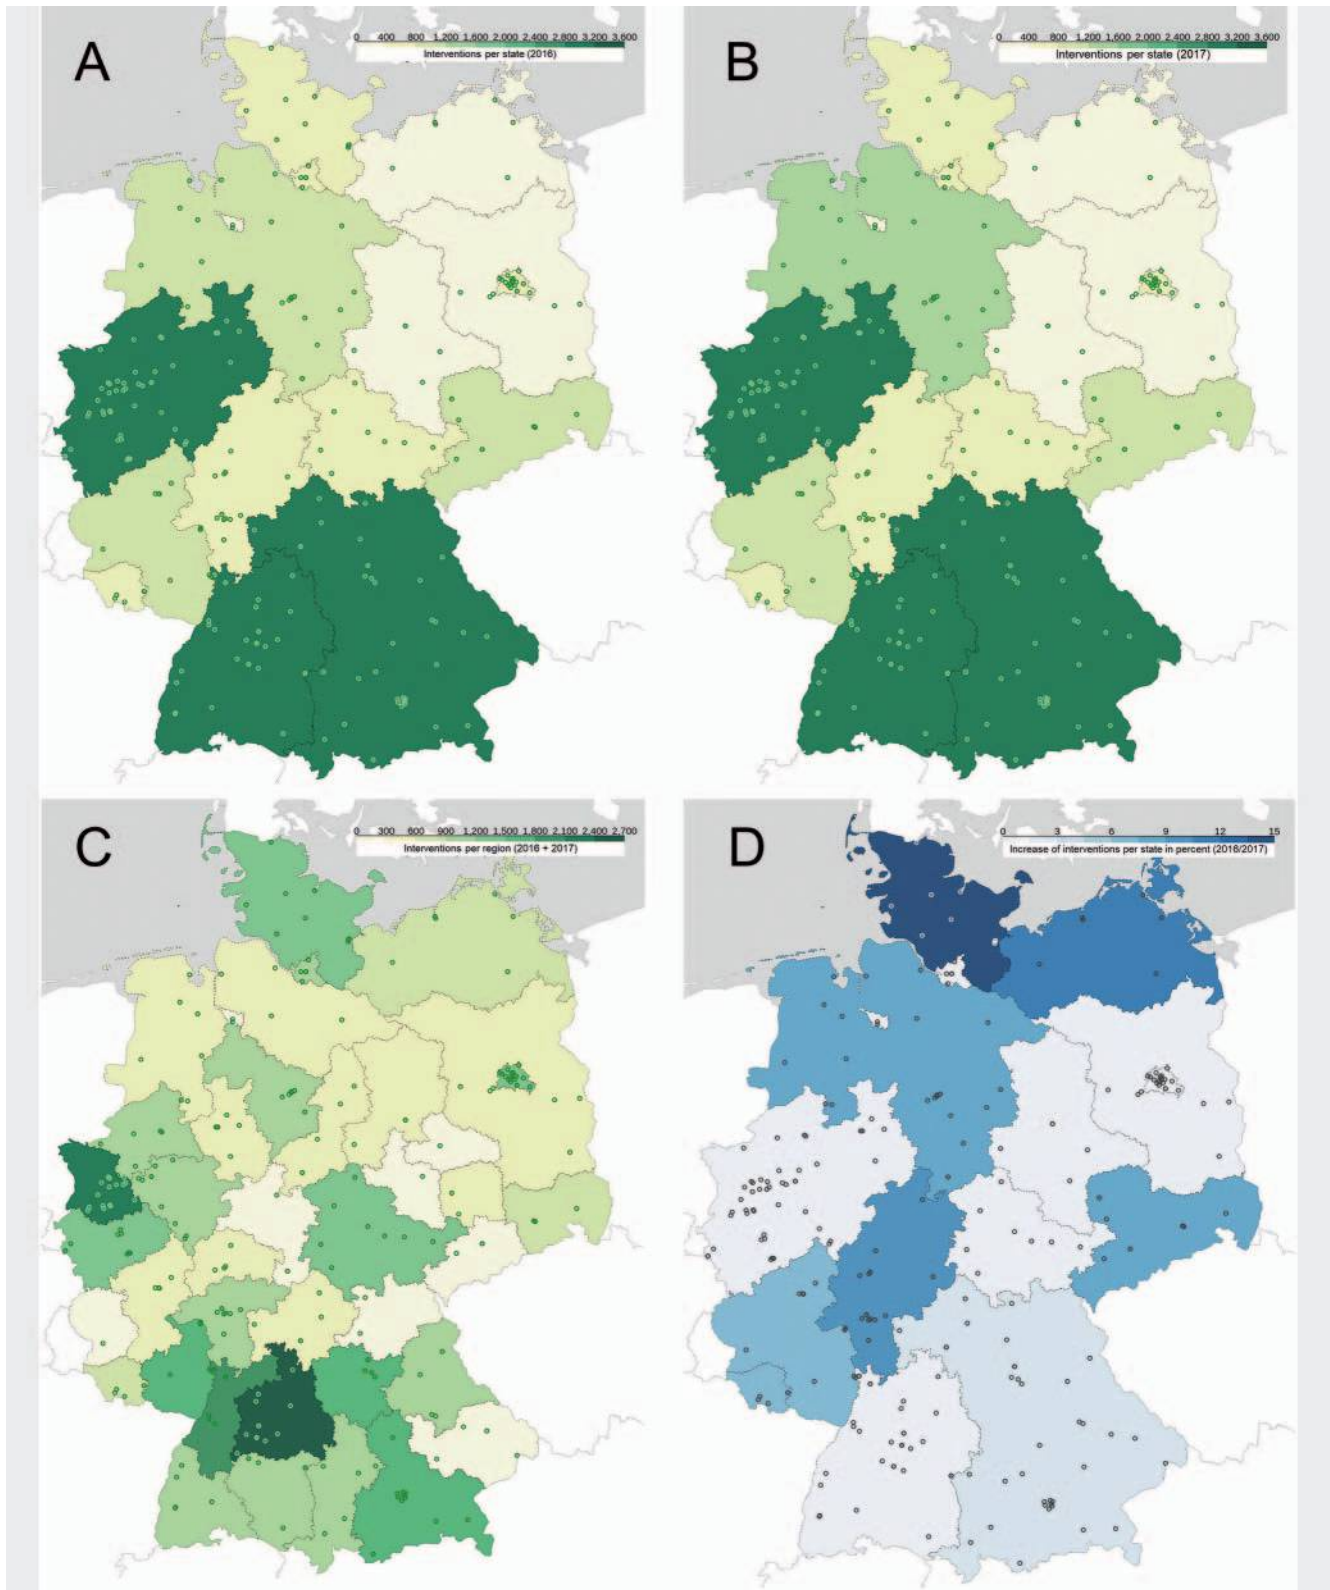 A
0 400 800 1,200 1,600 2,000 2,400 2,800 3,200 3,600
Interventions per state (2016)
B
0 400 800 1,200 1,600 2,000 2,400 2,800 3,200 3,600
Interventions per state (2017)
C
0 300 600 900 1,200 1,500 1,800 2,100 2,400 2,700
Interventions per region (2016 + 2017)
D
0 3 6 9 12 15
Increase of interventions per state in percent (2016/2017)